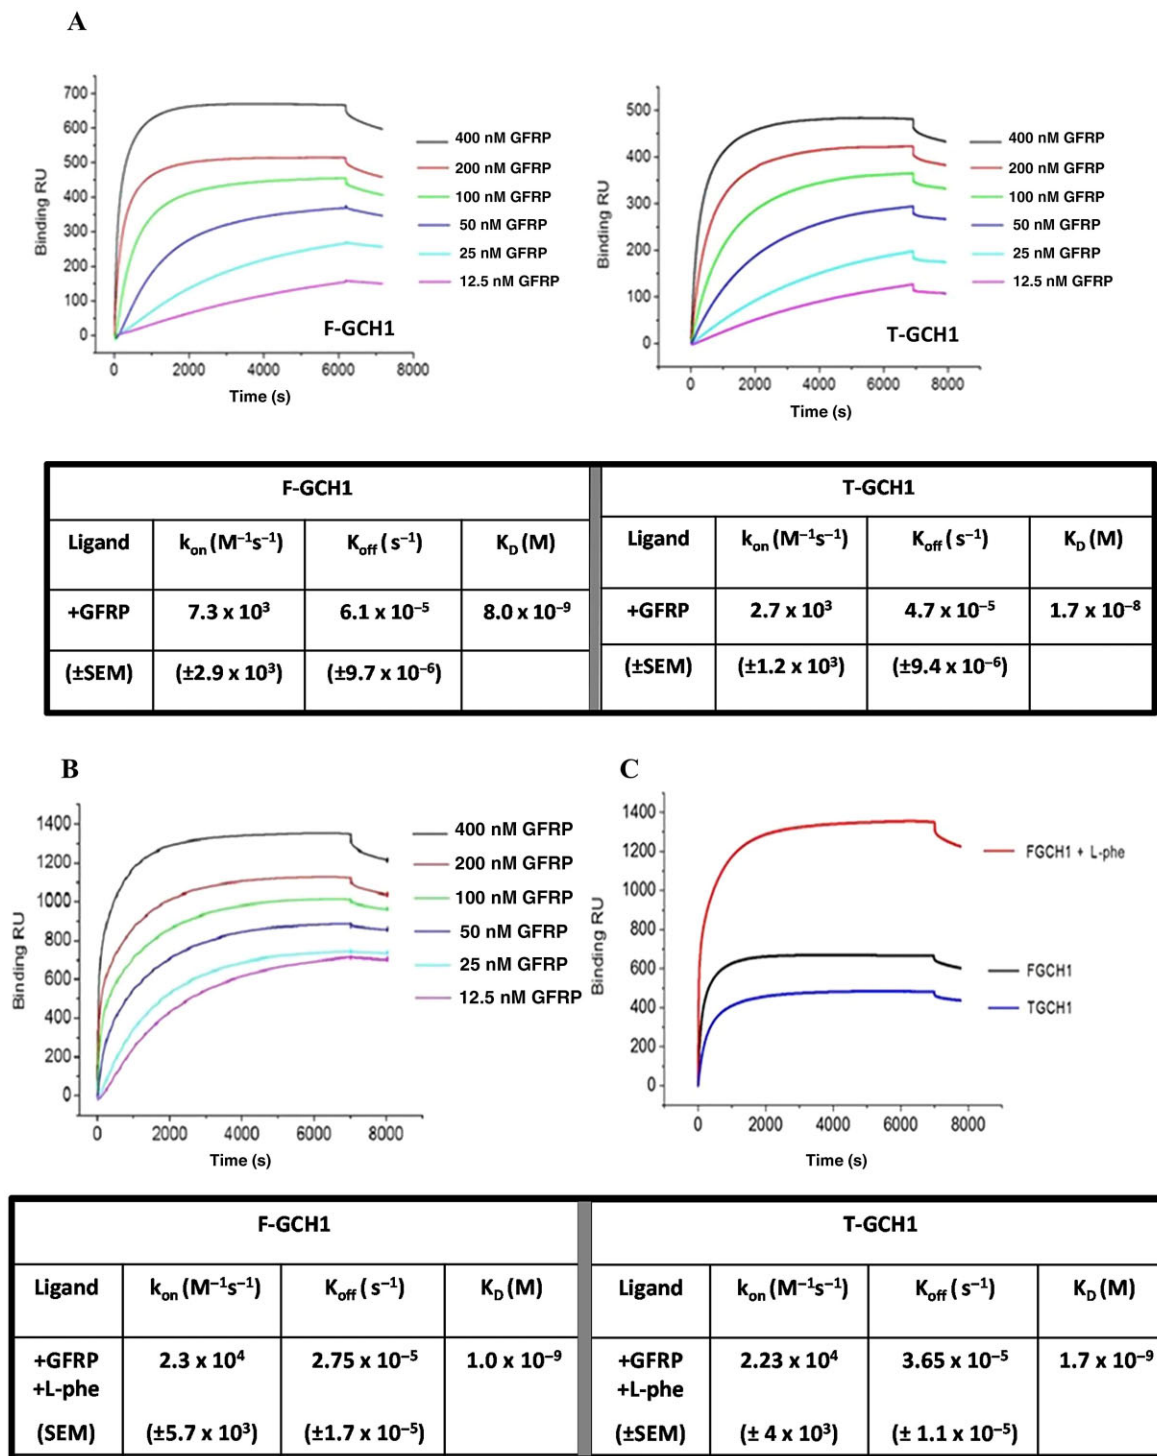 A
700
600
500
400
300
200
100
0
Binding RU
0 2000 4000 6000 8000
Time (s)
F-GCH1
400 nM GFRP
200 nM GFRP
100 nM GFRP
50 nM GFRP
25 nM GFRP
12.5 nM GFRP
500
400
300
200
100
0
Binding RU
0 2000 4000 6000 8000
Time (s)
T-GCH1
400 nM GFRP
200 nM GFRP
100 nM GFRP
50 nM GFRP
25 nM GFRP
12.5 nM GFRP
F-GCH1 T-GCH1
Ligand kon (M⁻¹s⁻¹) Koff ( s⁻¹) KD (M) Ligand kon (M⁻¹s⁻¹) Koff ( s⁻¹) KD (M)
+GFRP 7.3 x 10³ 6.1 x 10⁻⁵ 8.0 x 10⁻⁹ +GFRP 2.7 x 10³ 4.7 x 10⁻⁵ 1.7 x 10⁻⁸
(±SEM) (±2.9 x 10³) (±9.7 x 10⁻⁶) (±SEM) (±1.2 x 10³) (±9.4 x 10⁻⁶)
B
1400
1200
1000
800
600
400
200
0
Binding RU
0 2000 4000 6000 8000
Time (s)
400 nM GFRP
200 nM GFRP
100 nM GFRP
50 nM GFRP
25 nM GFRP
12.5 nM GFRP
C
1400
1200
1000
800
600
400
200
0
Binding RU
0 2000 4000 6000 8000
Time (s)
FGCH1 + L-phe
FGCH1
TGCH1
F-GCH1 T-GCH1
Ligand kon (M⁻¹s⁻¹) Koff ( s⁻¹) KD (M) Ligand kon (M⁻¹s⁻¹) Koff ( s⁻¹) KD (M)
+GFRP 2.3 x 10⁴ 2.75 x 10⁻⁵ 1.0 x 10⁻⁹ +GFRP 2.23 x 10⁴ 3.65 x 10⁻⁵ 1.7 x 10⁻⁹
+L-phe +L-phe
(SEM) (±5.7 x 10³) (±1.7 x 10⁻⁵) (±SEM) (± 4 x 10³) (± 1.1 x 10⁻⁵)